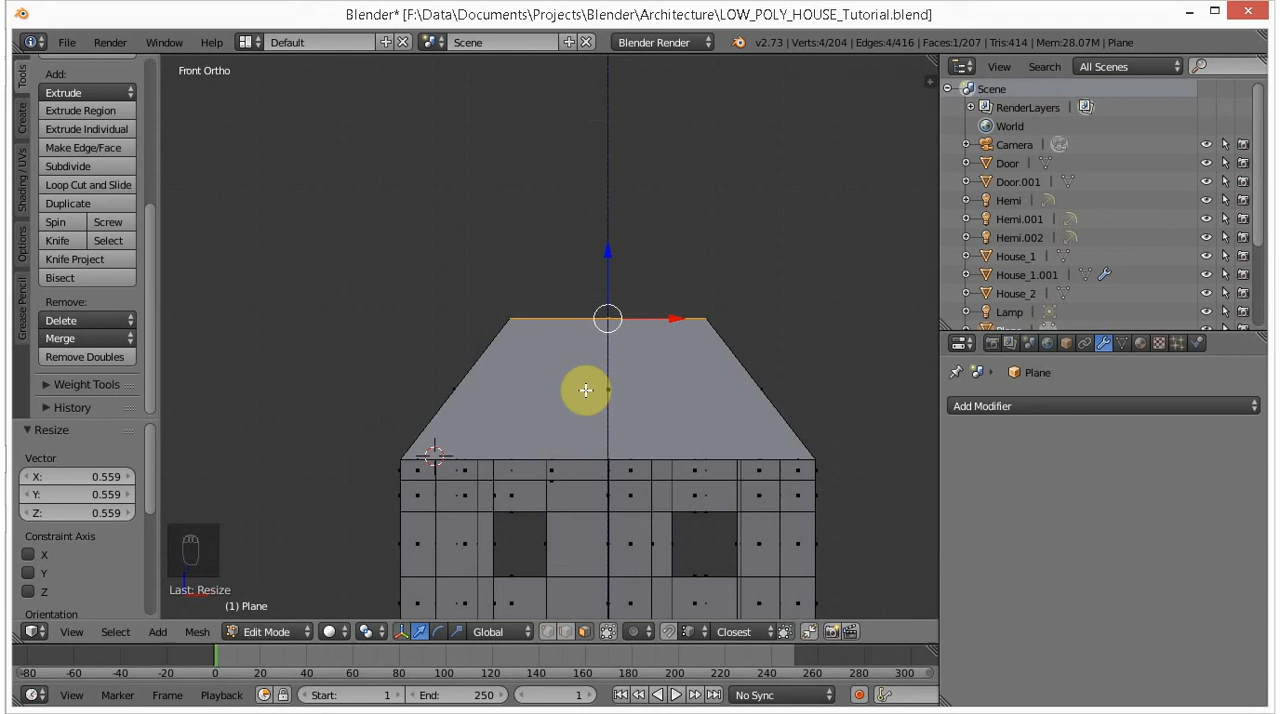 Blender* [F:\Data\Documents\Projects\Blender\Architecture\LOW_POLY_HOUSE_Tutorial.blend]
File Render Window Help Default Scene Blender Render v2.73 | Verts:4/204 | Edges:4/416 | Faces:1/207 | Tris:414 | Mem:28.07M | Plane
Tools
Create
Shading / UVs
Options
Grease Pencil
Add:
Extrude
Extrude Region
Extrude Individual
Make Edge/Face
Subdivide
Loop Cut and Slide
Duplicate
Spin Screw
Knife Select
Knife Project
Bisect
Remove:
Delete
Merge
Remove Doubles
Weight Tools
History
Resize
Vector
X: 0.559
Y: 0.559
Z: 0.559
Constraint Axis
X
Y
Z
Orientation
Front Ortho
Last: Resize
(1) Plane
View Search All Scenes
Scene
RenderLayers
World
Camera
Door
Door.001
Hemi
Hemi.001
Hemi.002
House_1
House_1.001
House_2
Lamp
Plane
Add Modifier
View Select Add Mesh Edit Mode Global Closest
-80 -60 -40 -20 0 20 40 60 80 100 120 140 160 180 200 220 240 260 280 300
View Marker Frame Playback Start: 1 End: 250 1 No Sync